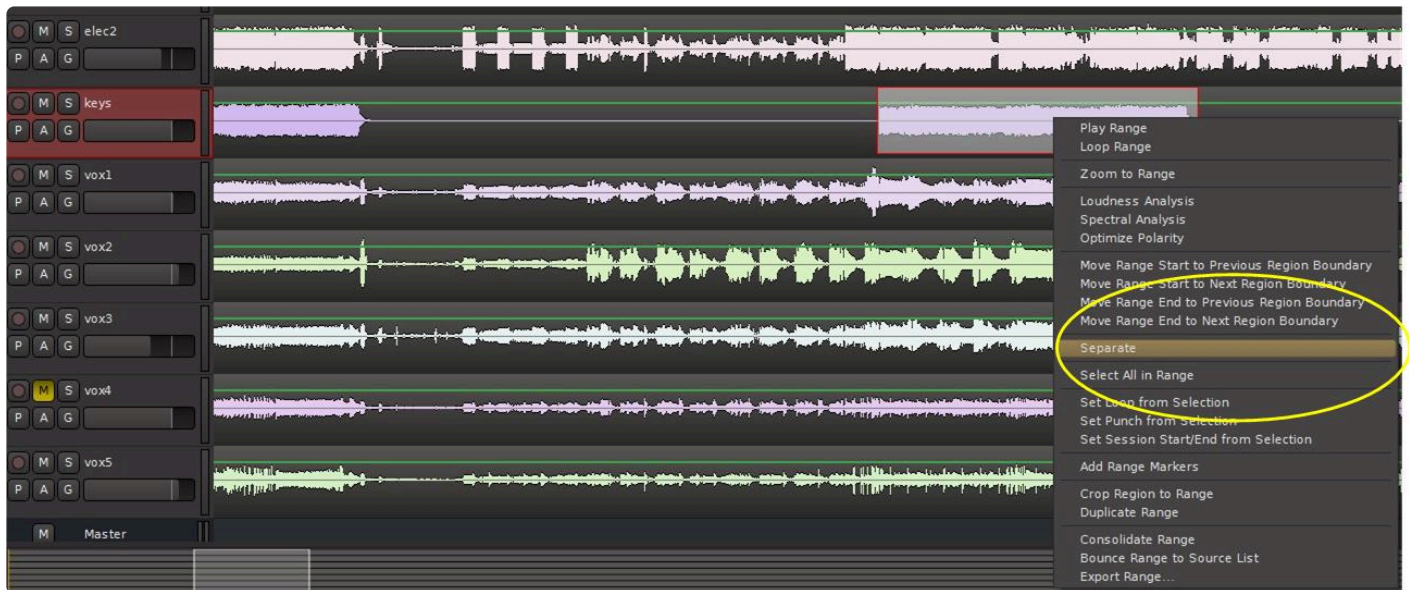 M S elec2
P A G
M S keys
P A G
M S vox1
P A G
M S vox2
P A G
M S vox3
P A G
M S vox4
P A G
M S vox5
P A G
M Master
Play Range
Loop Range
Zoom to Range
Loudness Analysis
Spectral Analysis
Optimize Polarity
Move Range Start to Previous Region Boundary
Move Range Start to Next Region Boundary
Move Range End to Previous Region Boundary
Move Range End to Next Region Boundary
Separate
Select All in Range
Set Loop from Selection
Set Punch from Selection
Set Session Start/End from Selection
Add Range Markers
Crop Region to Range
Duplicate Range
Consolidate Range
Bounce Range to Source List
Export Range...